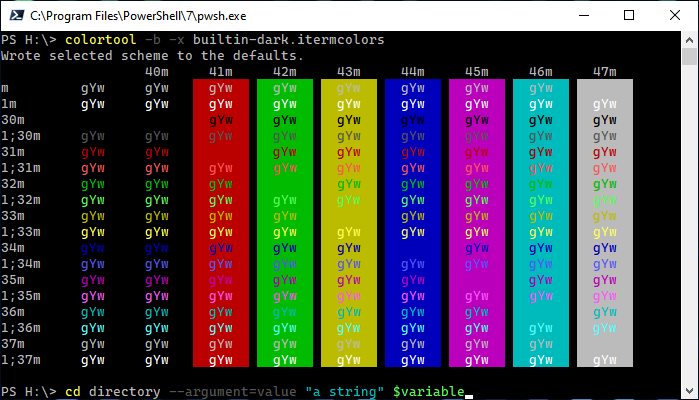 C:\Program Files\PowerShell\7\pwsh.exe
PS H:\> colortool -b -x builtin-dark.itermcolors
Wrote selected scheme to the defaults.
40m 41m 42m 43m 44m 45m 46m 47m
m gYw gYw gYw gYw gYw gYw gYw gYw
1m gYw gYw gYw gYw gYw gYw gYw gYw gYw
30m gYw gYw gYw gYw gYw gYw gYw
1;30m gYw gYw gYw gYw gYw gYw gYw gYw gYw
31m gYw gYw gYw gYw gYw gYw gYw gYw
1;31m gYw gYw gYw gYw gYw gYw gYw gYw gYw
32m gYw gYw gYw gYw gYw gYw gYw gYw
1;32m gYw gYw gYw gYw gYw gYw gYw gYw gYw
33m gYw gYw gYw gYw gYw gYw gYw gYw
1;33m gYw gYw gYw gYw gYw gYw gYw gYw gYw
34m gYw gYw gYw gYw gYw gYw gYw gYw
1;34m gYw gYw gYw gYw gYw gYw gYw gYw gYw
35m gYw gYw gYw gYw gYw gYw gYw gYw
1;35m gYw gYw gYw gYw gYw gYw gYw gYw gYw
36m gYw gYw gYw gYw gYw gYw gYw gYw
1;36m gYw gYw gYw gYw gYw gYw gYw gYw gYw
37m gYw gYw gYw gYw gYw gYw gYw gYw
1;37m gYw gYw gYw gYw gYw gYw gYw gYw gYw
PS H:\> cd directory --argument=value "a string" $variable